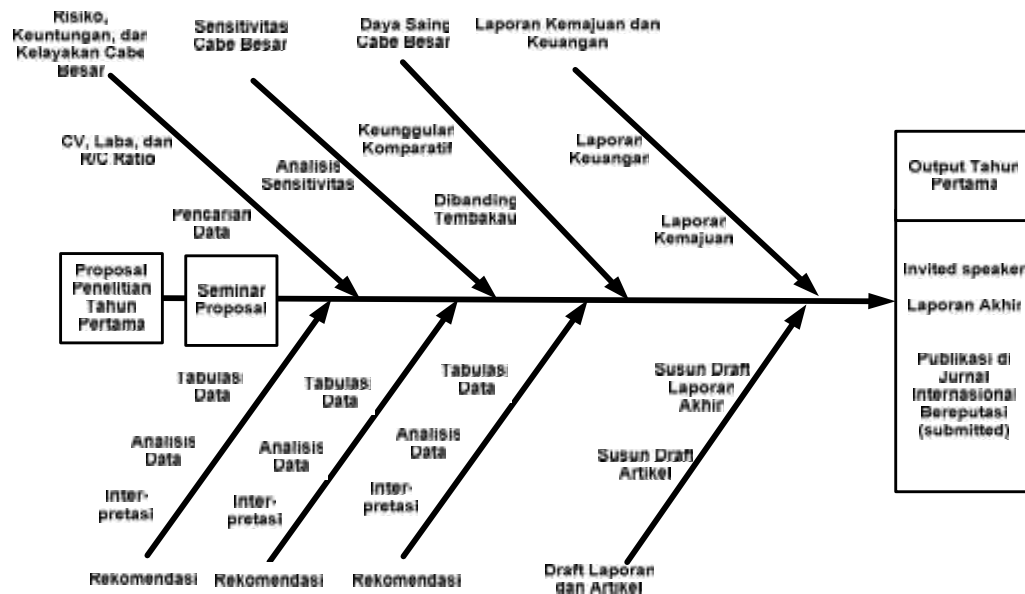 Risiko,
Keuntungan, dan
Kelayakan Cabe
Besar
Sensitivitas
Cabe Besar
Daya Saing
Cabe Besar
Laporan Kemajuan dan
Keuangan
CV, Laba, dan
R/C Ratio
Analisis
Sensitivitas
Keunggulan
Komparatif
Laporan
Keuangan
Pencarian
Data
Dibanding
Tembakau
Laporan
Kemajuan
Output Tahun
Pertama
Proposal
Penelitian
Tahun
Pertama
Seminar
Proposal
Invited speaker
Laporan Akhir
Publikasi di
Jurnal
Internasional
Bereputasi
(submitted)
Tabulasi
Data
Tabulasi
Data
Tabulasi
Data
Susun Draft
Laporan
Akhir
Analisis
Data
Analisis
Data
Analisis
Data
Susun Draft
Artikel
Inter-
pretasi
Inter-
pretasi
Inter-
pretasi
Rekomendasi
Rekomendasi
Rekomendasi
Draft Laporan
dan Artikel